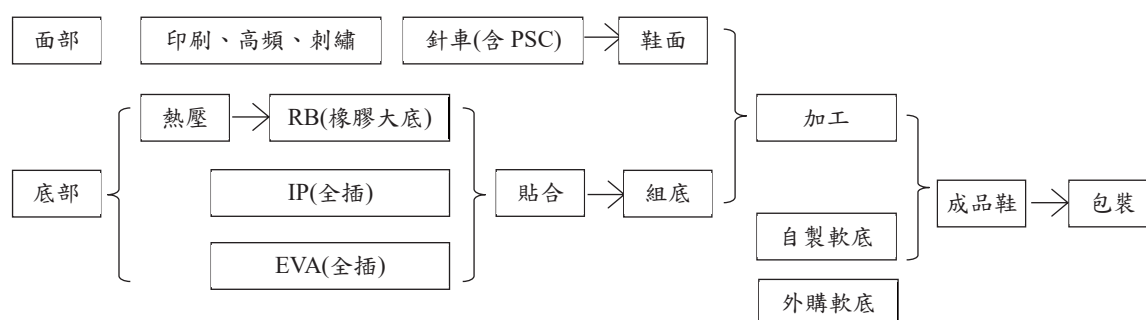 面部
印刷、高頻、刺繡
針車(含 PSC)
鞋面
熱壓
RB(橡膠大底)
加工
底部
IP(全插)
貼合
組底
成品鞋
包裝
自製軟底
EVA(全插)
外購軟底